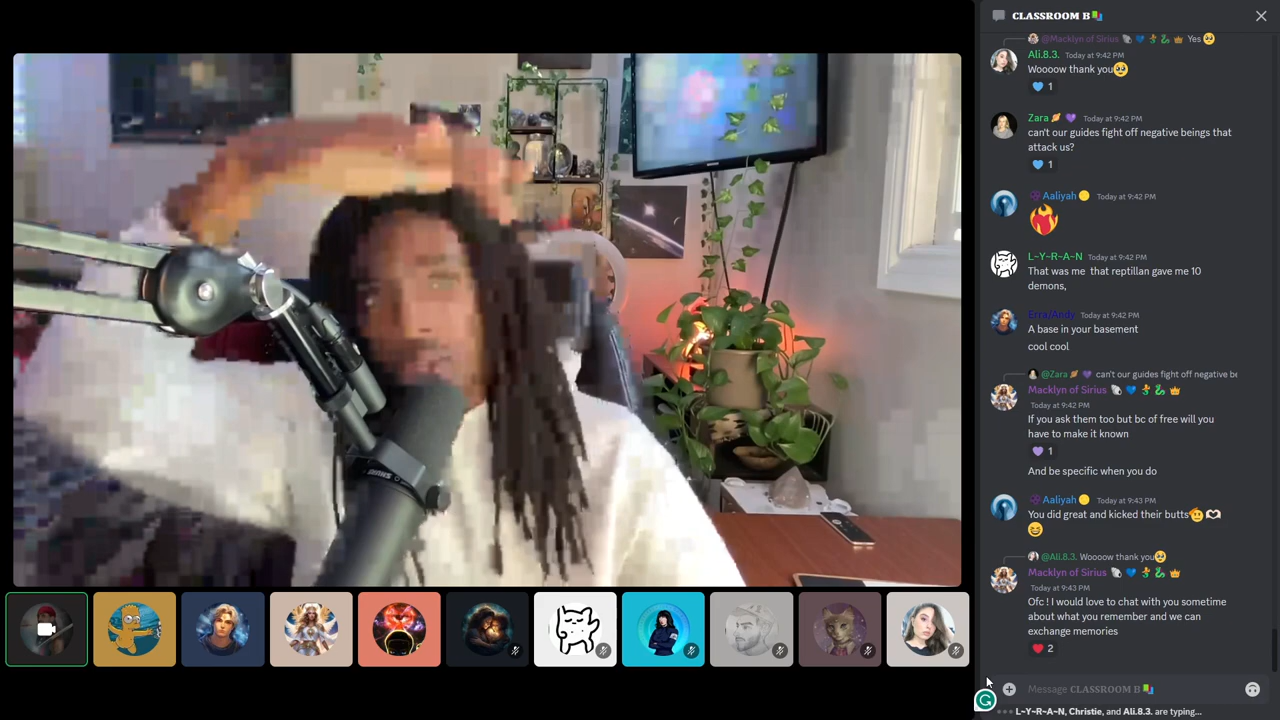 CLASSROOM B
@Macklyn of Sirius Yes
Ali.8.3. Today at 9:42 PM
Woooow thank you
1
Zara Today at 9:42 PM
can't our guides fight off negative beings that
attack us?
1
Aaliyah Today at 9:42 PM
L~Y~R~A~N Today at 9:42 PM
That was me that reptillan gave me 10
demons,
Erra/Andy Today at 9:42 PM
A base in your basement
cool cool
@Zara can't our guides fight off negative be
Macklyn of Sirius
Today at 9:42 PM
If you ask them too but bc of free will you
have to make it known
1
And be specific when you do
Aaliyah Today at 9:43 PM
You did great and kicked their butts
@Ali.8.3. Woooow thank you
Macklyn of Sirius
Today at 9:43 PM
Ofc ! I would love to chat with you sometime
about what you remember and we can
exchange memories
2
Message CLASSROOM B
L~Y~R~A~N, Christie, and Ali.8.3. are typing...